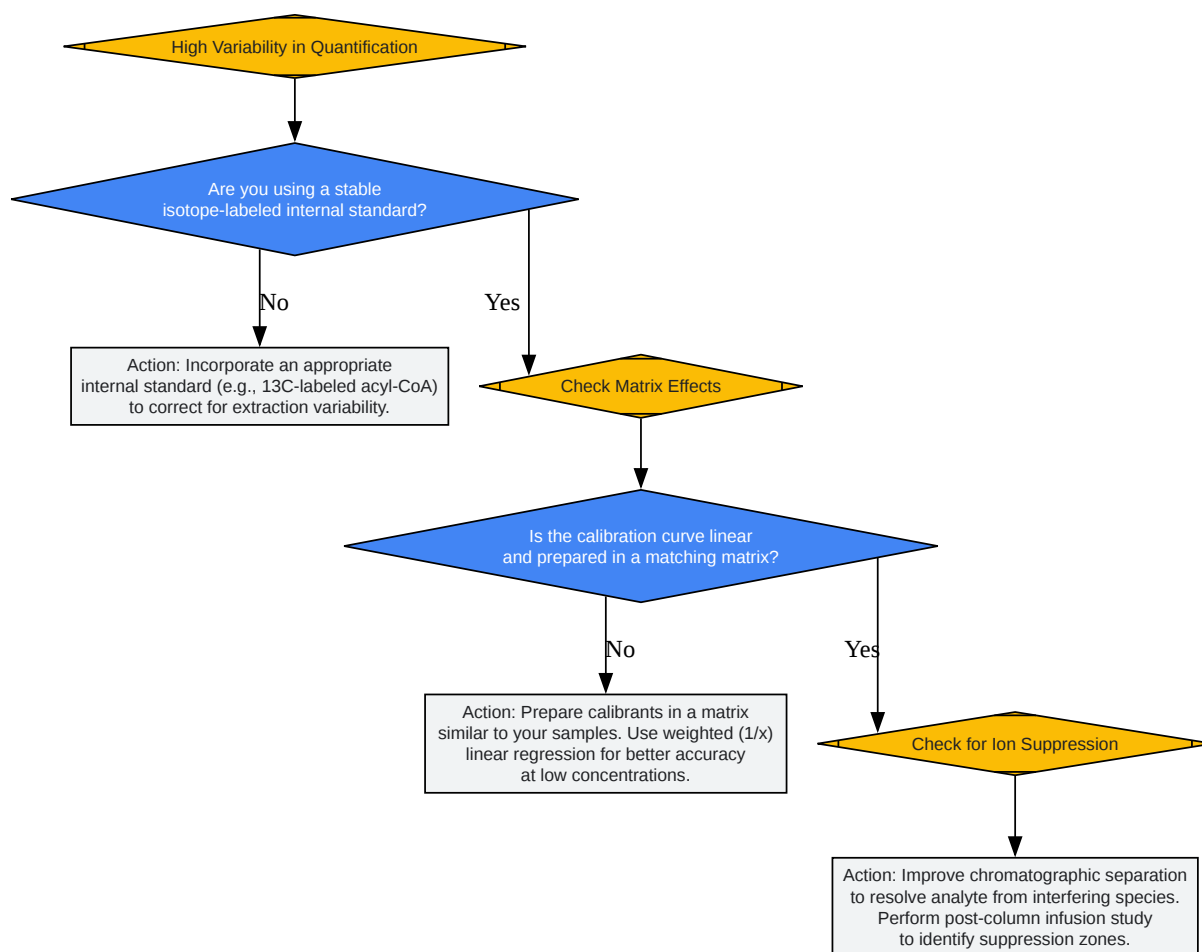 High Variability in Quantification
Are you using a stable
isotope-labeled internal standard?
No
Yes
Action: Incorporate an appropriate
internal standard (e.g., 13C-labeled acyl-CoA)
to correct for extraction variability.
Check Matrix Effects
Is the calibration curve linear
and prepared in a matching matrix?
No
Yes
Action: Prepare calibrants in a matrix
similar to your samples. Use weighted (1/x)
linear regression for better accuracy
at low concentrations.
Check for Ion Suppression
Action: Improve chromatographic separation
to resolve analyte from interfering species.
Perform post-column infusion study
to identify suppression zones.